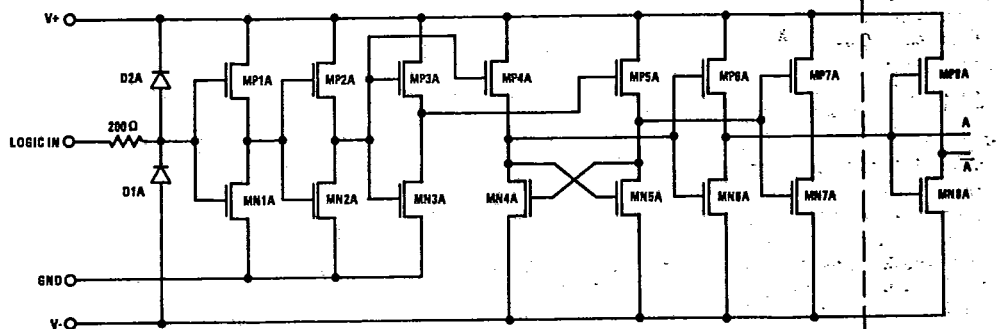 V+
D2A
MP1A
MP2A
MP3A
MP4A
MP5A
MP6A
MP7A
MP8A
200Ω
LOGIC IN
A
A̅
D1A
MN1A
MN2A
MN3A
MN4A
MN5A
MN6A
MN7A
MN8A
GND
V-